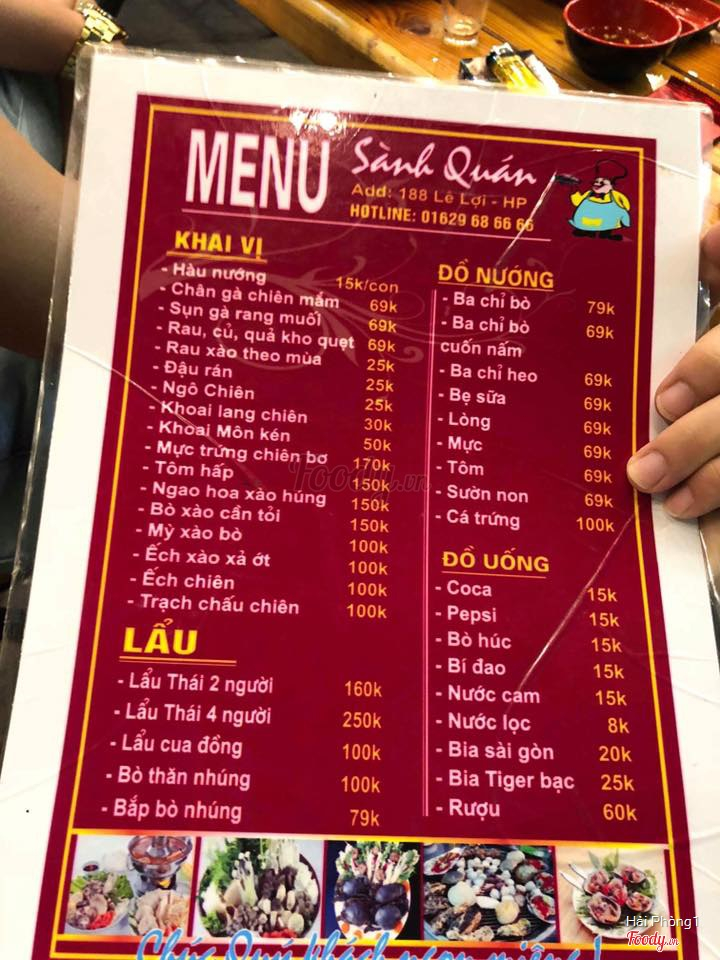 MENU
Sành Quán
Add: 188 Lê Lợi - HP
HOTLINE: 01629 68 66 66
KHAI VỊ
- Hàu nướng 15k/con
- Chân gà chiên mắm 69k
- Sụn gà rang muối 69k
- Rau, củ, quả kho quẹt 69k
- Rau xào theo mùa 25k
- Đậu rán 25k
- Ngô Chiên 25k
- Khoai lang chiên 30k
- Khoai Môn kén 50k
- Mực trứng chiên bơ 170k
- Tôm hấp 150k
- Ngao hoa xào húng 150k
- Bò xào cần tỏi 150k
- Mỳ xào bò 100k
- Ếch xào xả ớt 100k
- Ếch chiên 100k
- Trạch chấu chiên 100k
LẨU
- Lẩu Thái 2 người 160k
- Lẩu Thái 4 người 250k
- Lẩu cua đồng 100k
- Bò thăn nhúng 100k
- Bắp bò nhúng 79k
ĐỒ NƯỚNG
- Ba chỉ bò 79k
- Ba chỉ bò 69k
cuốn nấm
- Ba chỉ heo 69k
- Bẹ sữa 69k
- Lòng 69k
- Mực 69k
- Tôm 69k
- Sườn non 69k
- Cá trứng 100k
ĐỒ UỐNG
- Coca 15k
- Pepsi 15k
- Bò húc 15k
- Bí đao 15k
- Nước cam 15k
- Nước lọc 8k
- Bia sài gòn 20k
- Bia Tiger bạc 25k
- Rượu 60k
Foody.vn
Chúc Quý khách ngon miệng !
Hải Phòng1
Foody.vn